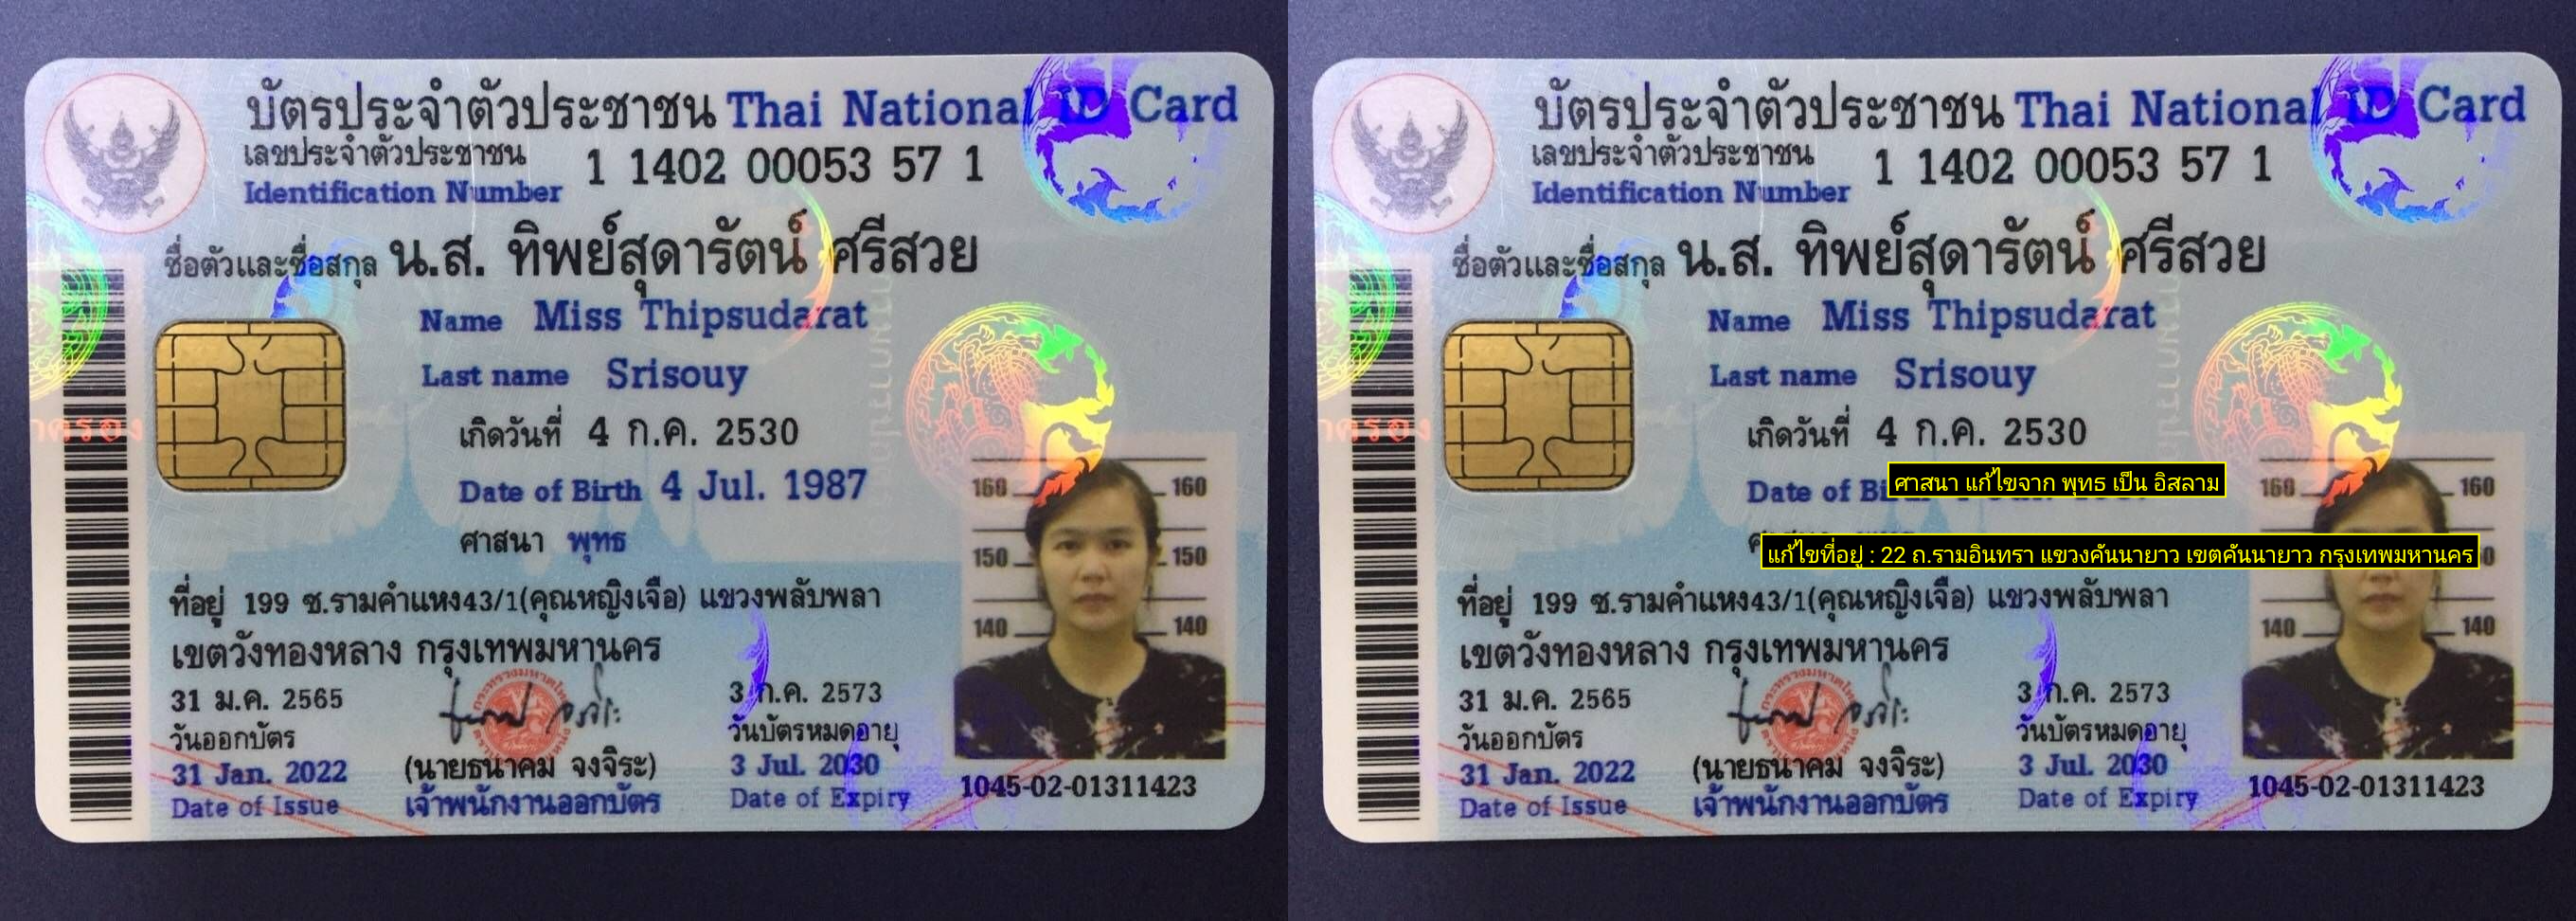 บัตรประจำตัวประชาชน Thai National ID Card
เลขประจำตัวประชาชน
Identification Number
1 1402 00053 57 1
ชื่อตัวและชื่อสกุล น.ส. ทิพย์สุดารัตน์ ศรีสวย
Name Miss Thipsudarat
Last name Srisouy
เกิดวันที่ 4 ก.ค. 2530
Date of Birth 4 Jul. 1987
ศาสนา พุทธ
ที่อยู่ 199 ซ.รามคำแหง43/1(คุณหญิงเจือ) แขวงพลับพลา
เขตวังทองหลาง กรุงเทพมหานคร
31 ม.ค. 2565
วันออกบัตร
31 Jan. 2022
Date of Issue
(นายธนาคม จงจิระ)
เจ้าพนักงานออกบัตร
3 ก.ค. 2573
วันบัตรหมดอายุ
3 Jul. 2030
Date of Expiry
160 160
150 150
140 140
1045-02-01311423
บัตรประจำตัวประชาชน Thai National ID Card
เลขประจำตัวประชาชน
Identification Number
1 1402 00053 57 1
ชื่อตัวและชื่อสกุล น.ส. ทิพย์สุดารัตน์ ศรีสวย
Name Miss Thipsudarat
Last name Srisouy
เกิดวันที่ 4 ก.ค. 2530
Date of
ศาสนา แก้ไขจาก พุทธ เป็น อิสลาม
แก้ไขที่อยู่ : 22 ถ.รามอินทรา แขวงคันนายาว เขตคันนายาว กรุงเทพมหานคร
ที่อยู่ 199 ซ.รามคำแหง43/1(คุณหญิงเจือ) แขวงพลับพลา
เขตวังทองหลาง กรุงเทพมหานคร
31 ม.ค. 2565
วันออกบัตร
31 Jan. 2022
Date of Issue
(นายธนาคม จงจิระ)
เจ้าพนักงานออกบัตร
3 ก.ค. 2573
วันบัตรหมดอายุ
3 Jul. 2030
Date of Expiry
160 160
140 140
1045-02-01311423